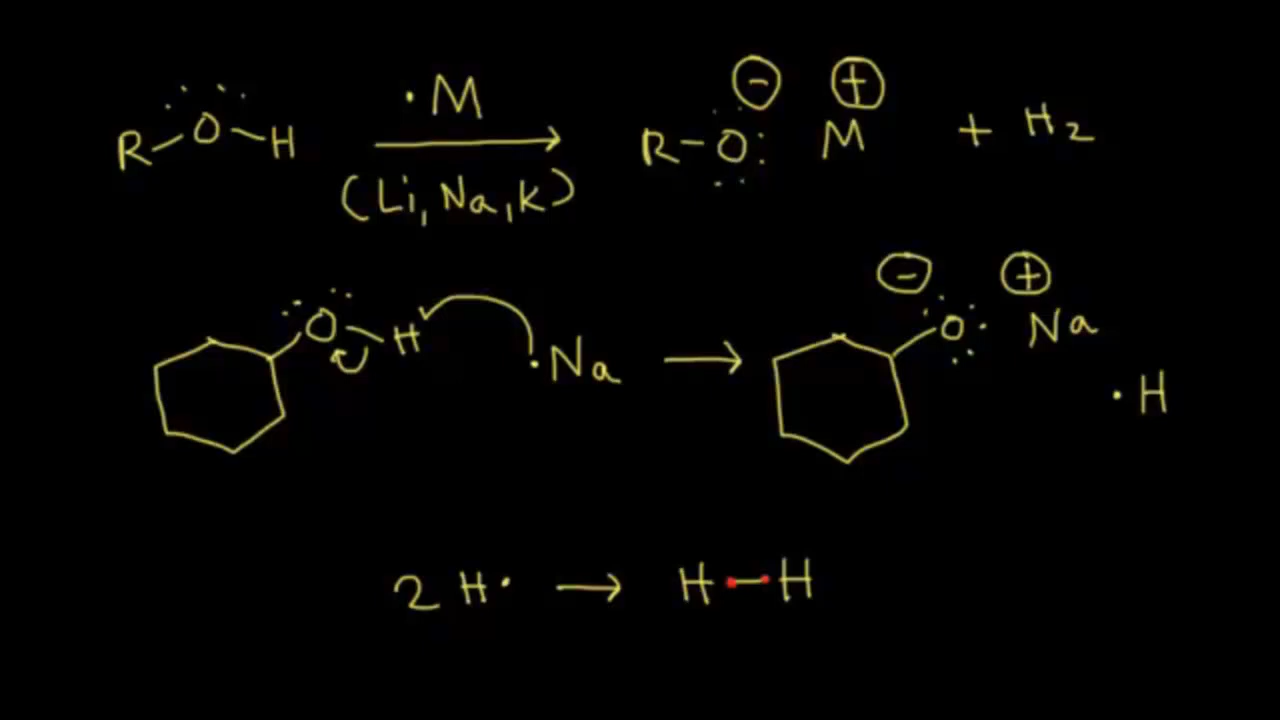 R-O-H ·M → R-O: ⊖ M ⊕ + H2
(Li, Na, K)
O-H ·Na → O ⊖ Na ⊕
·H
2 H· → H-H